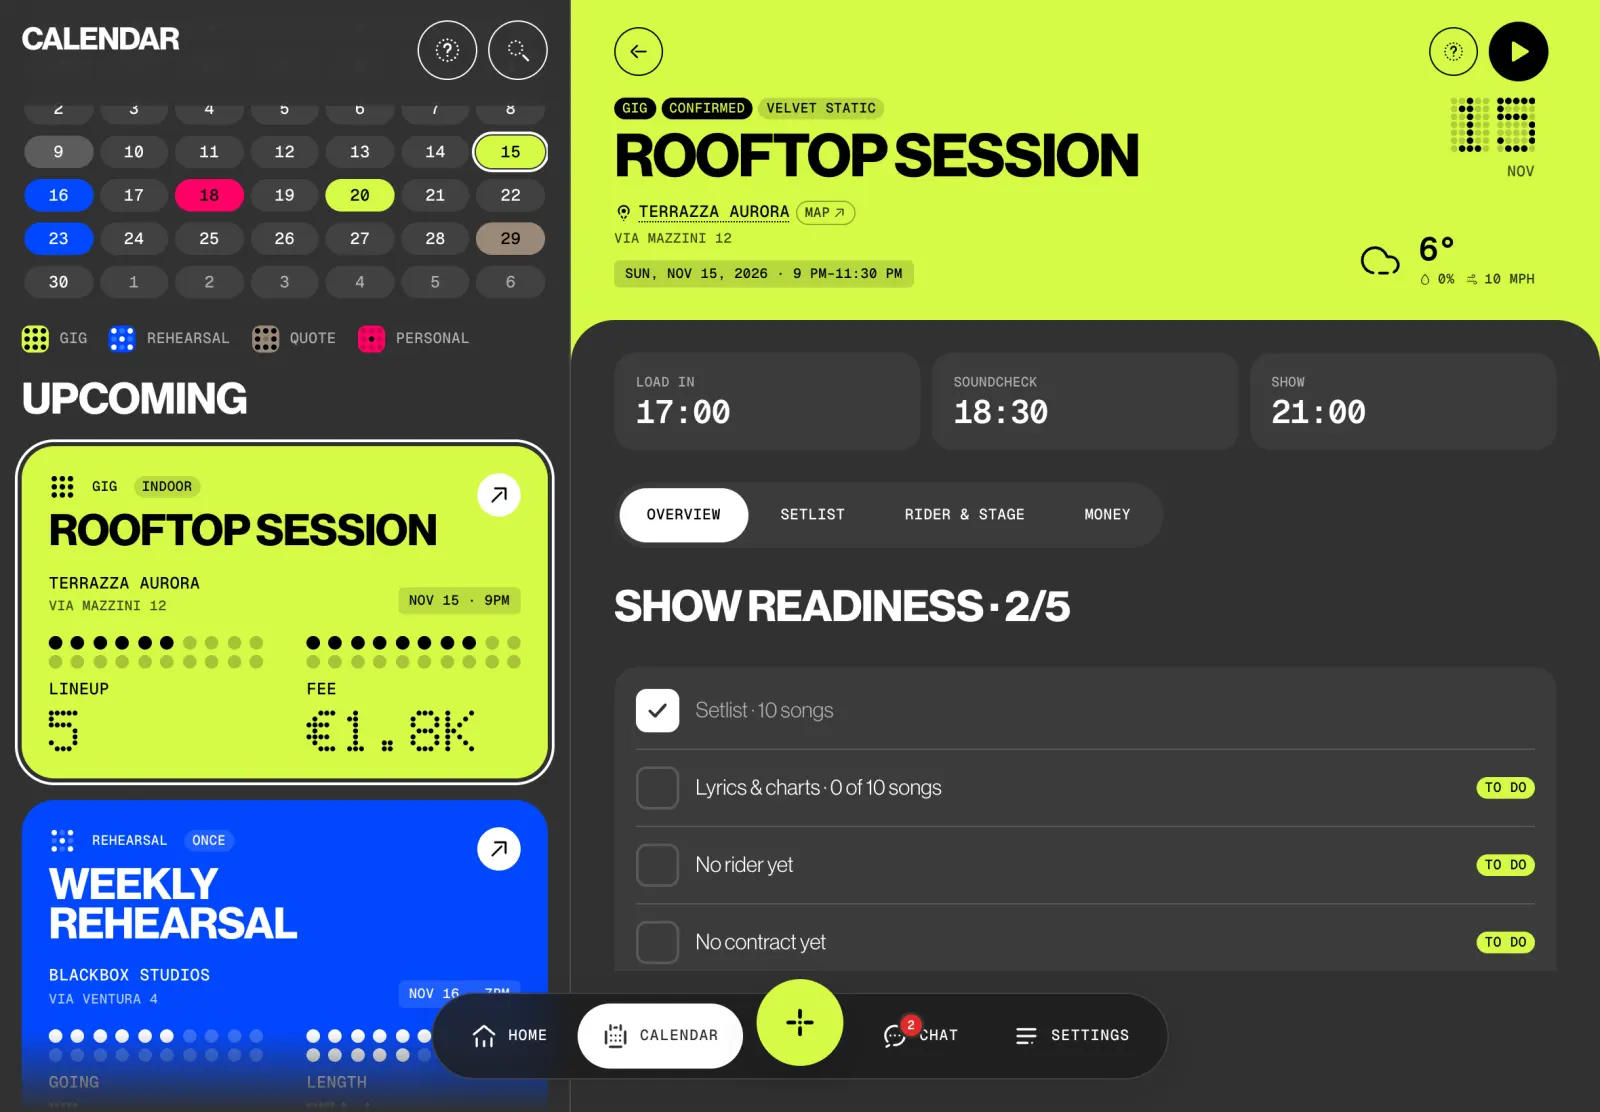 CALENDAR
2 3 4 5 6 7 8
9 10 11 12 13 14 15
16 17 18 19 20 21 22
23 24 25 26 27 28 29
30 1 2 3 4 5 6
GIG REHEARSAL QUOTE PERSONAL
UPCOMING
GIG INDOOR
ROOFTOP SESSION
TERRAZZA AURORA
VIA MAZZINI 12
NOV 15 · 9PM
LINEUP FEE
5 €1.8K
REHEARSAL ONCE
WEEKLY
REHEARSAL
BLACKBOX STUDIOS
VIA VENTURA 4
NOV 16
GOING LENGTH
GIG CONFIRMED VELVET STATIC
ROOFTOP SESSION
TERRAZZA AURORA MAP
VIA MAZZINI 12
SUN, NOV 15, 2026 · 9 PM–11:30 PM
15
NOV
6°
0% 10 MPH
LOAD IN
17:00
SOUNDCHECK
18:30
SHOW
21:00
OVERVIEW SETLIST RIDER & STAGE MONEY
SHOW READINESS · 2/5
Setlist · 10 songs
Lyrics & charts · 0 of 10 songs TO DO
No rider yet TO DO
No contract yet TO DO
HOME CALENDAR 2 CHAT SETTINGS